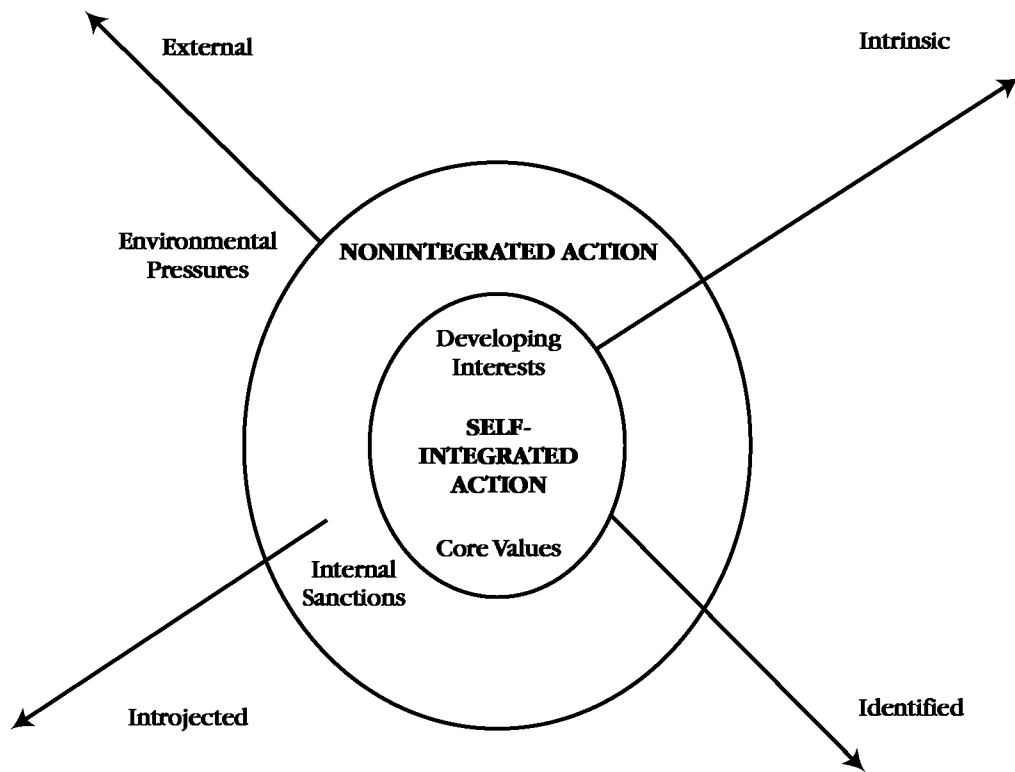 External
Intrinsic
Environmental
Pressures
NONINTEGRATED ACTION
Developing
Interests
SELF-
INTEGRATED
ACTION
Core Values
Internal
Sanctions
Introjected
Identified